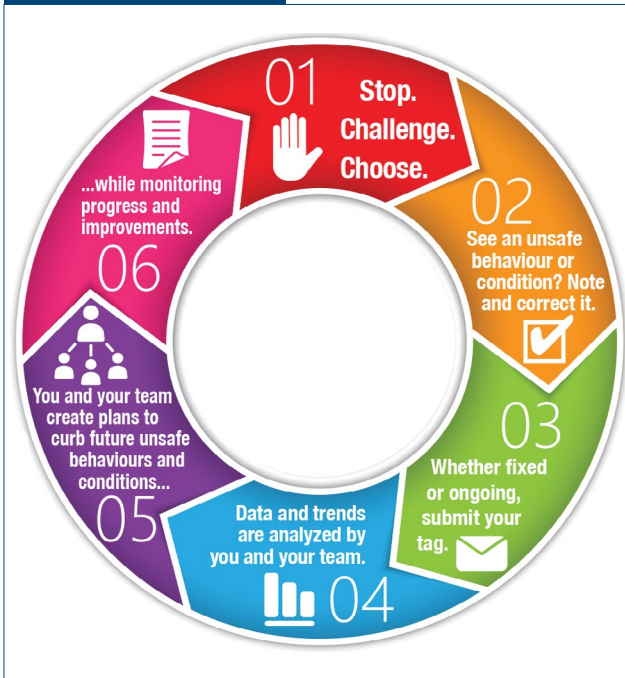 01
Stop.
Challenge.
Choose.
02
See an unsafe
behaviour or
condition? Note
and correct it.
03
Whether fixed
or ongoing,
submit your
tag.
Data and trends
are analyzed by
you and your team.
04
You and your team
create plans to
curb future unsafe
behaviours and
conditions...
05
...while monitoring
progress and
improvements.
06